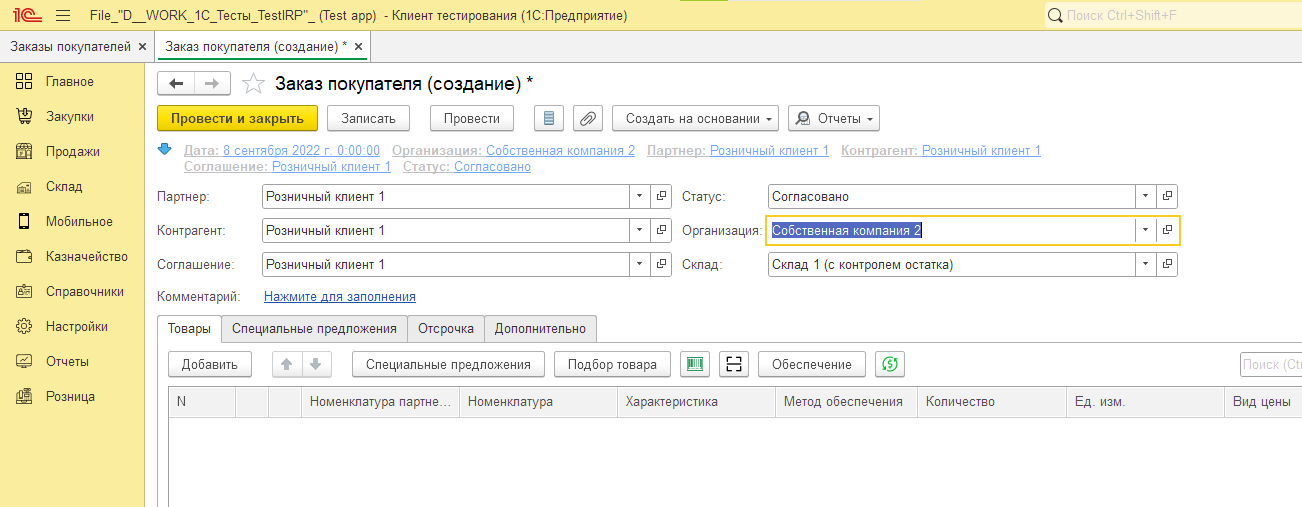 1С File_"D__WORK_1С_Тесты_TestIRP"_ (Test app) - Клиент тестирования (1С:Предприятие) Поиск Ctrl+Shift+F
Заказы покупателей × Заказ покупателя (создание) * ×
Главное
Закупки
Продажи
Склад
Мобильное
Казначейство
Справочники
Настройки
Отчеты
Розница
Заказ покупателя (создание) *
Провести и закрыть Записать Провести Создать на основании Отчеты
Дата: 8 сентября 2022 г. 0:00:00 Организация: Собственная компания 2 Партнер: Розничный клиент 1 Контрагент: Розничный клиент 1
Соглашение: Розничный клиент 1 Статус: Согласовано
Партнер: Розничный клиент 1 Статус: Согласовано
Контрагент: Розничный клиент 1 Организация: Собственная компания 2
Соглашение: Розничный клиент 1 Склад: Склад 1 (с контролем остатка)
Комментарий: Нажмите для заполнения
Товары Специальные предложения Отсрочка Дополнительно
Добавить Специальные предложения Подбор товара Обеспечение Поиск (Ct
N Номенклатура партне... Номенклатура Характеристика Метод обеспечения Количество Ед. изм. Вид цены